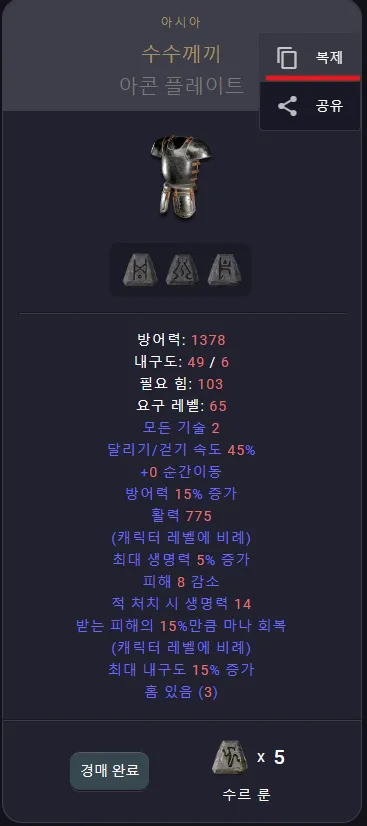 아시아
수수께끼
아콘 플레이트
복제
공유
방어력: 1378
내구도: 49 / 6
필요 힘: 103
요구 레벨: 65
모든 기술 2
달리기/걷기 속도 45%
+0 순간이동
방어력 15% 증가
활력 775
(캐릭터 레벨에 비례)
최대 생명력 5% 증가
피해 8 감소
적 처치 시 생명력 14
받는 피해의 15%만큼 마나 회복
(캐릭터 레벨에 비례)
최대 내구도 15% 증가
홈 있음 (3)
경매 완료
x 5
수르 룬